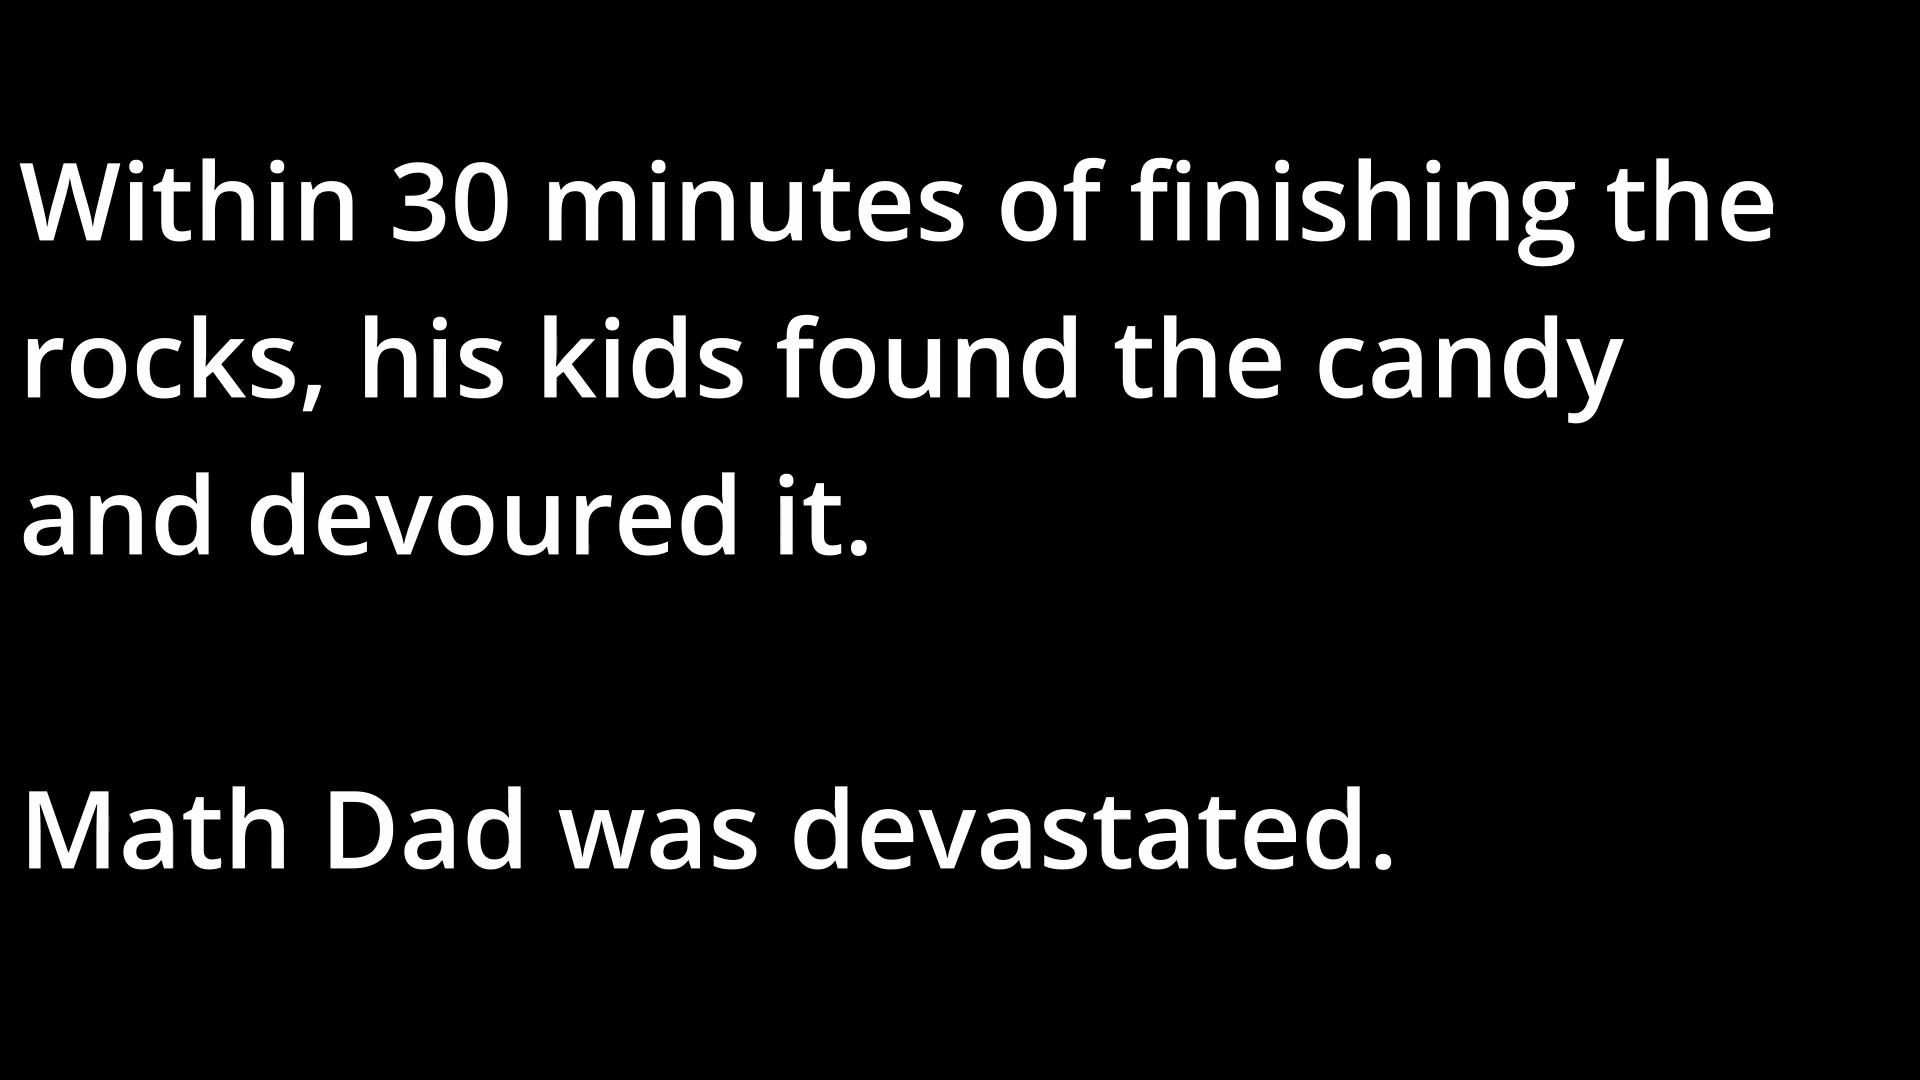 Within 30 minutes of finishing the
rocks, his kids found the candy
and devoured it.
Math Dad was devastated.